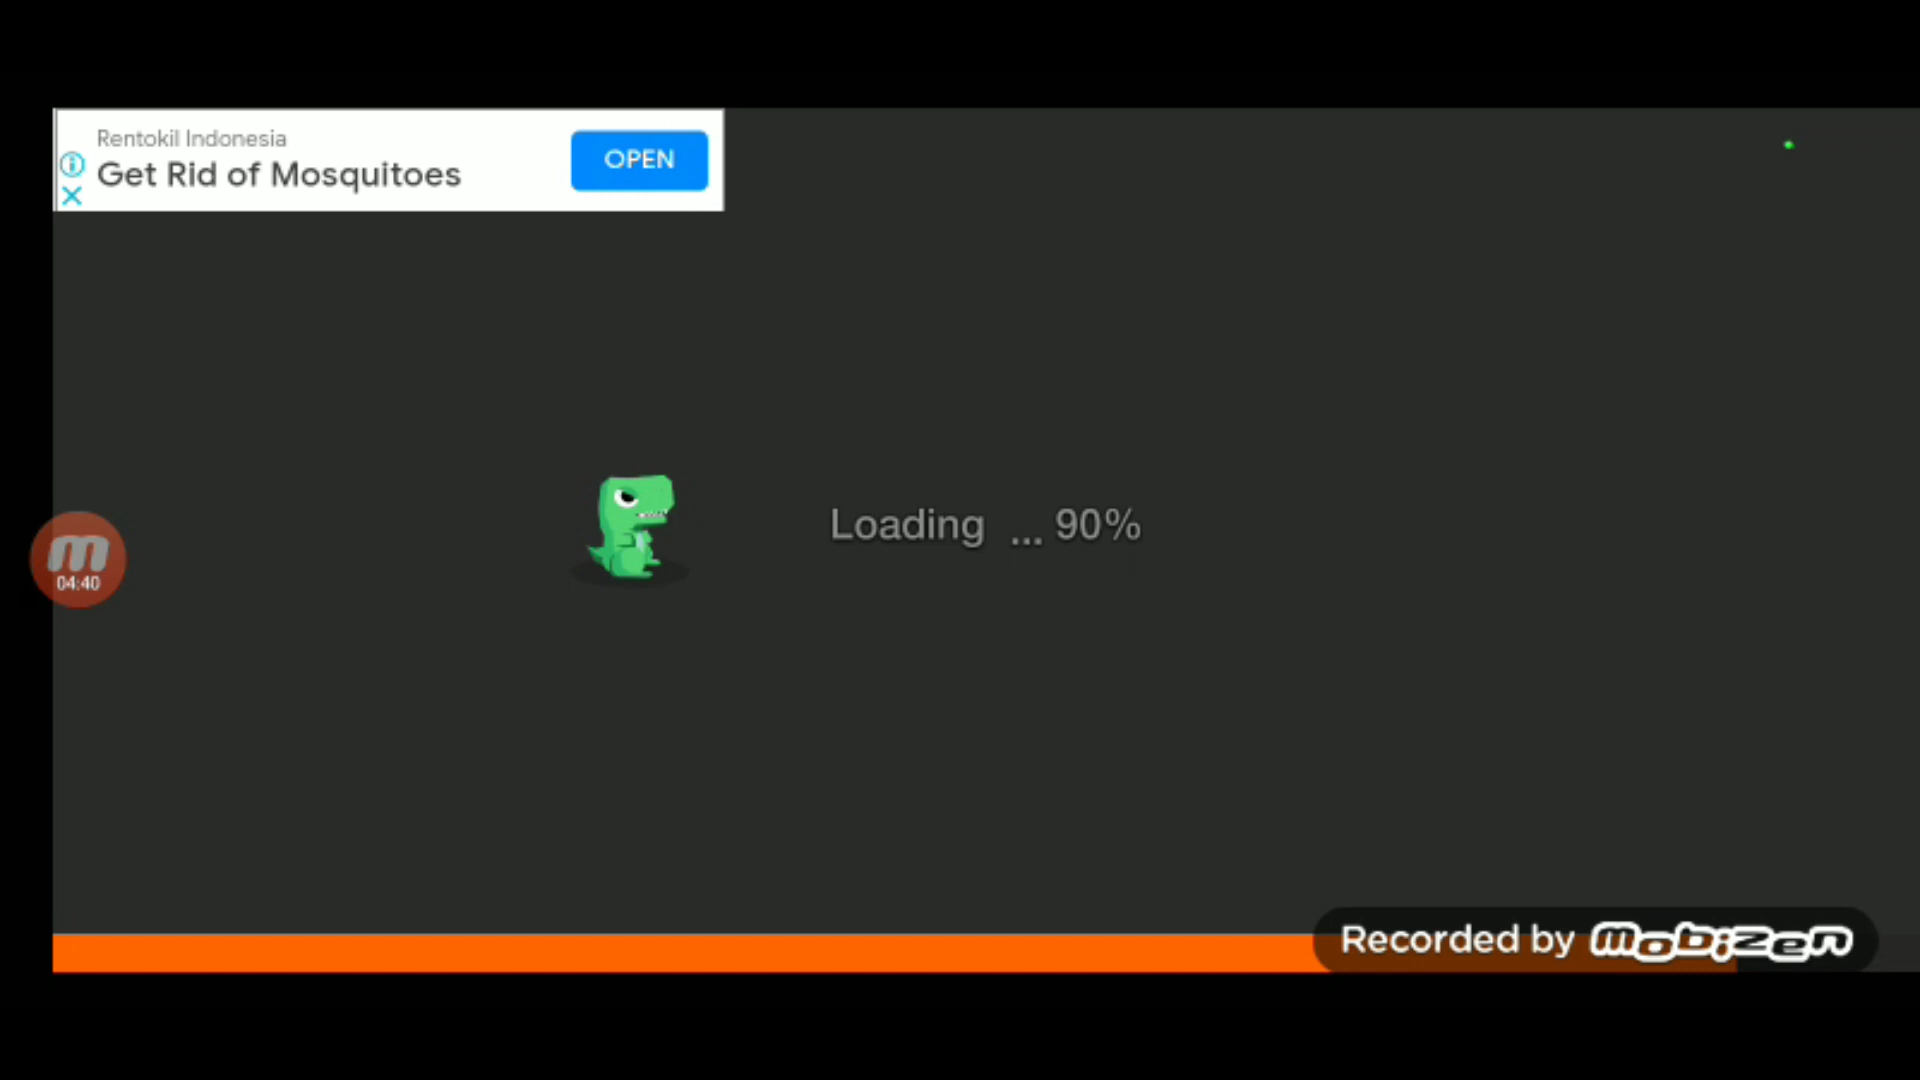 Rentokil Indonesia
Get Rid of Mosquitoes
OPEN
Loading ... 90%
m
04:40
Recorded by mobizen